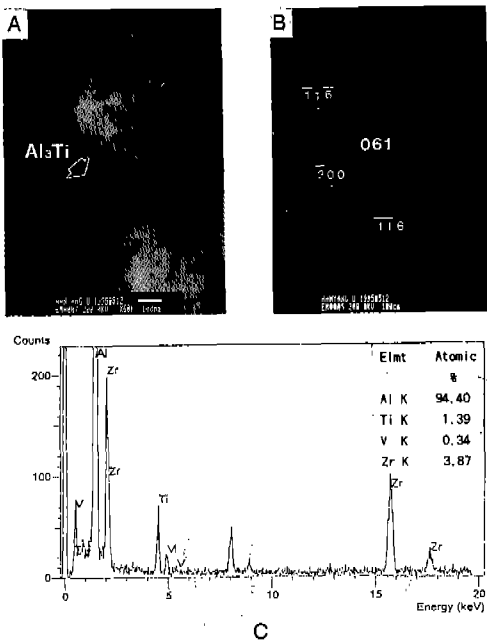 A
Al₃Ti
B
061
200
116
Counts
200
100
0
Al
Zr
Zr
V
Ti
V
V
Zr
Zr
Elmt Atomic
%
Al K 94.40
Ti K 1.39
V K 0.34
Zr K 3.87
0 5 10 15 20
Energy (keV)
C